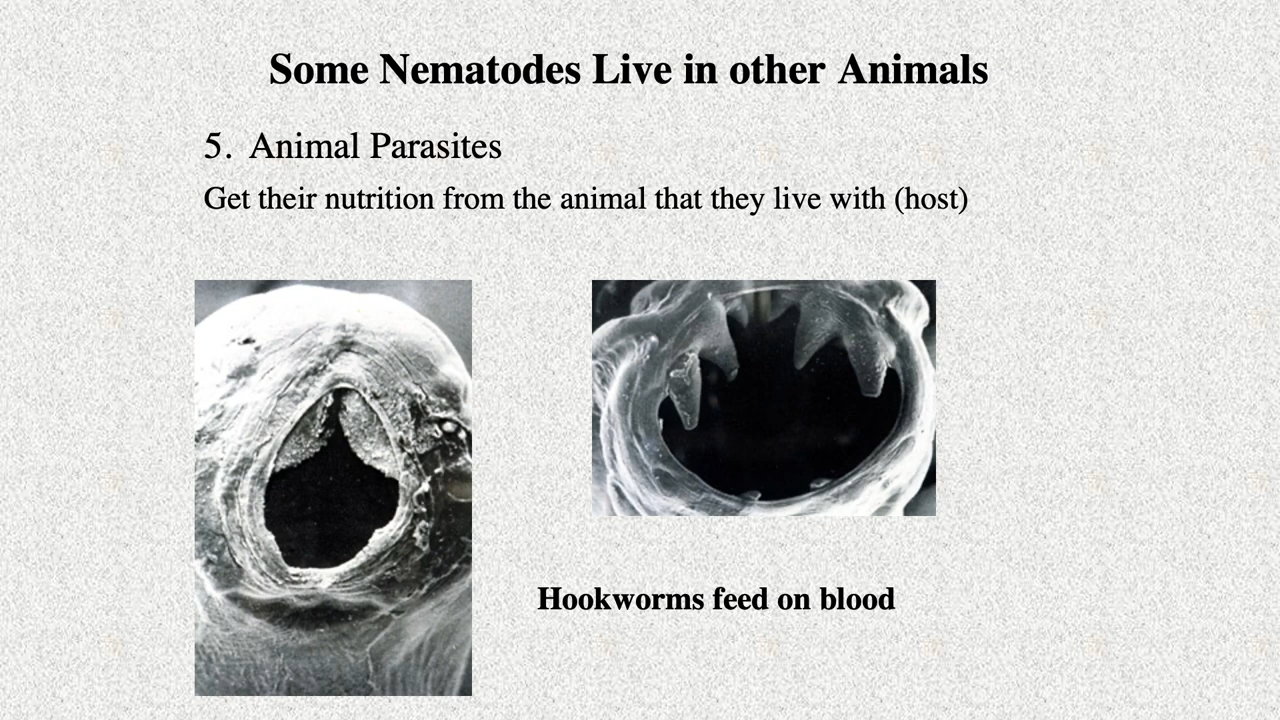 Some Nematodes Live in other Animals
5. Animal Parasites
Get their nutrition from the animal that they live with (host)
Hookworms feed on blood